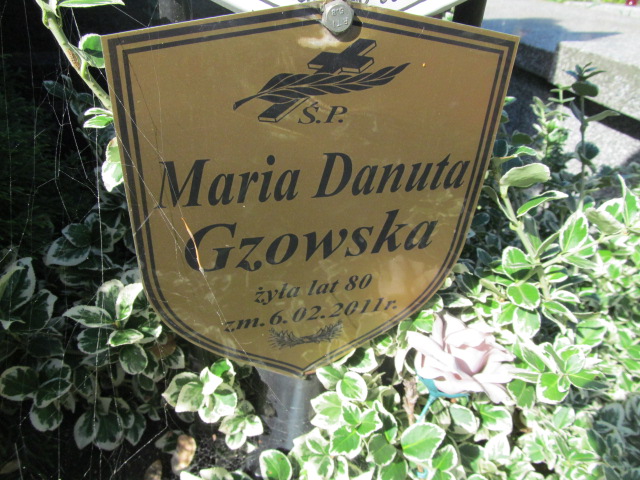 Ś.P.
Maria Danuta
Gzowska
żyła lat 80
zm. 6.02.2011r.